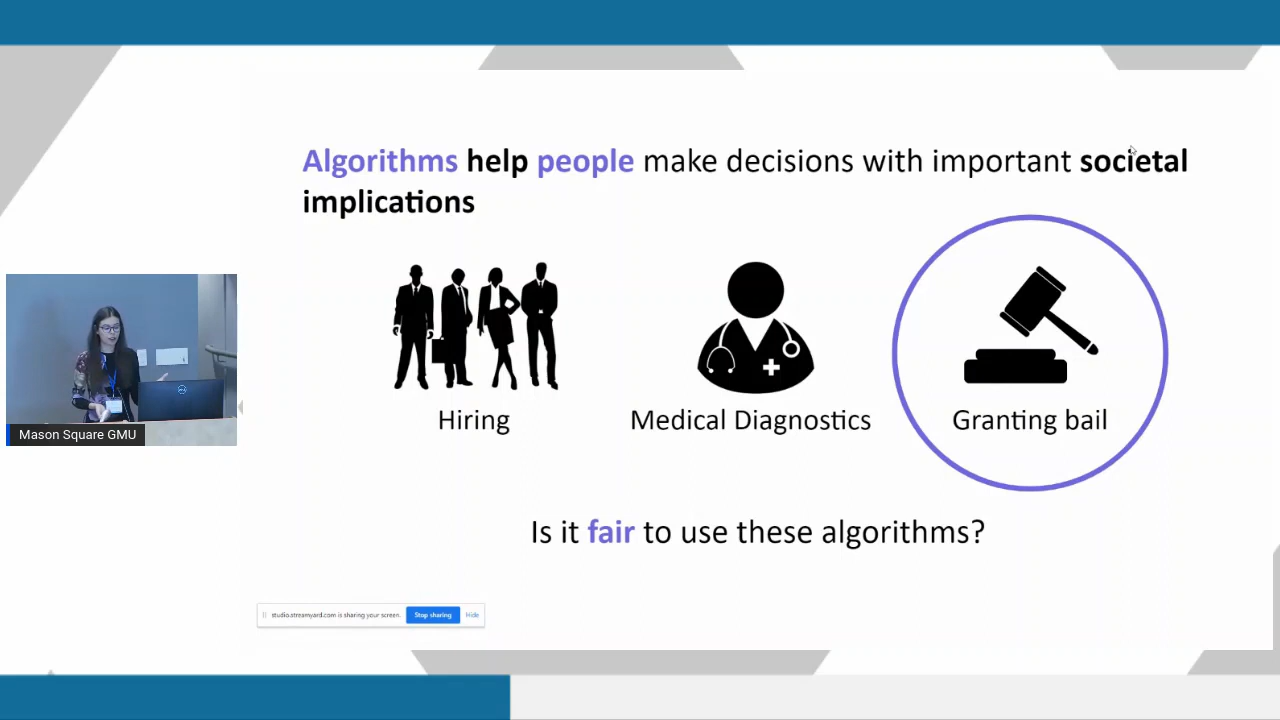 Algorithms help people make decisions with important societal
implications
Hiring
Medical Diagnostics
Granting bail
Is it fair to use these algorithms?
Mason Square GMU
studio.streamyard.com is sharing your screen.
Stop sharing
Hide